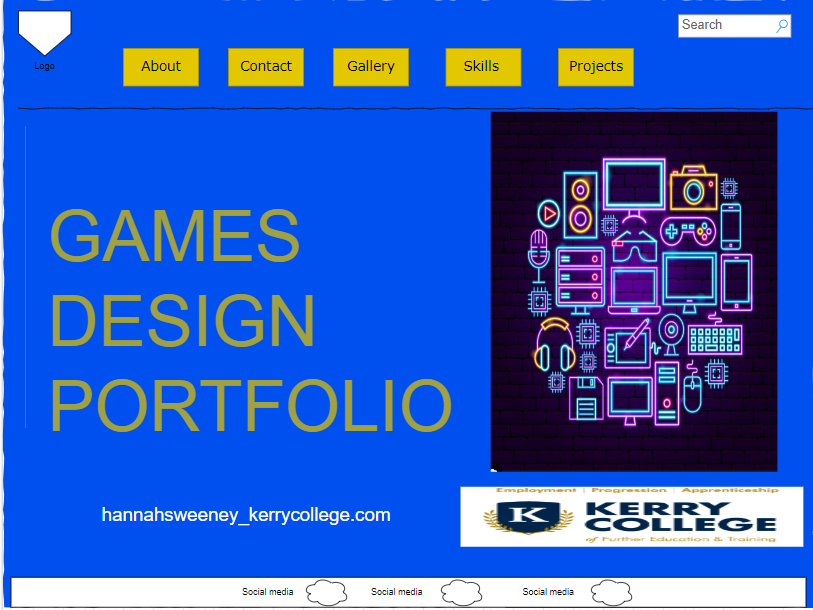 Search
Logo
About
Contact
Gallery
Skills
Projects
GAMES
DESIGN
PORTFOLIO
hannahsweeney_kerrycollege.com
Employment | Progression | Apprenticeship
K
KERRY
COLLEGE
of Further Education & Training
Social media
Social media
Social media